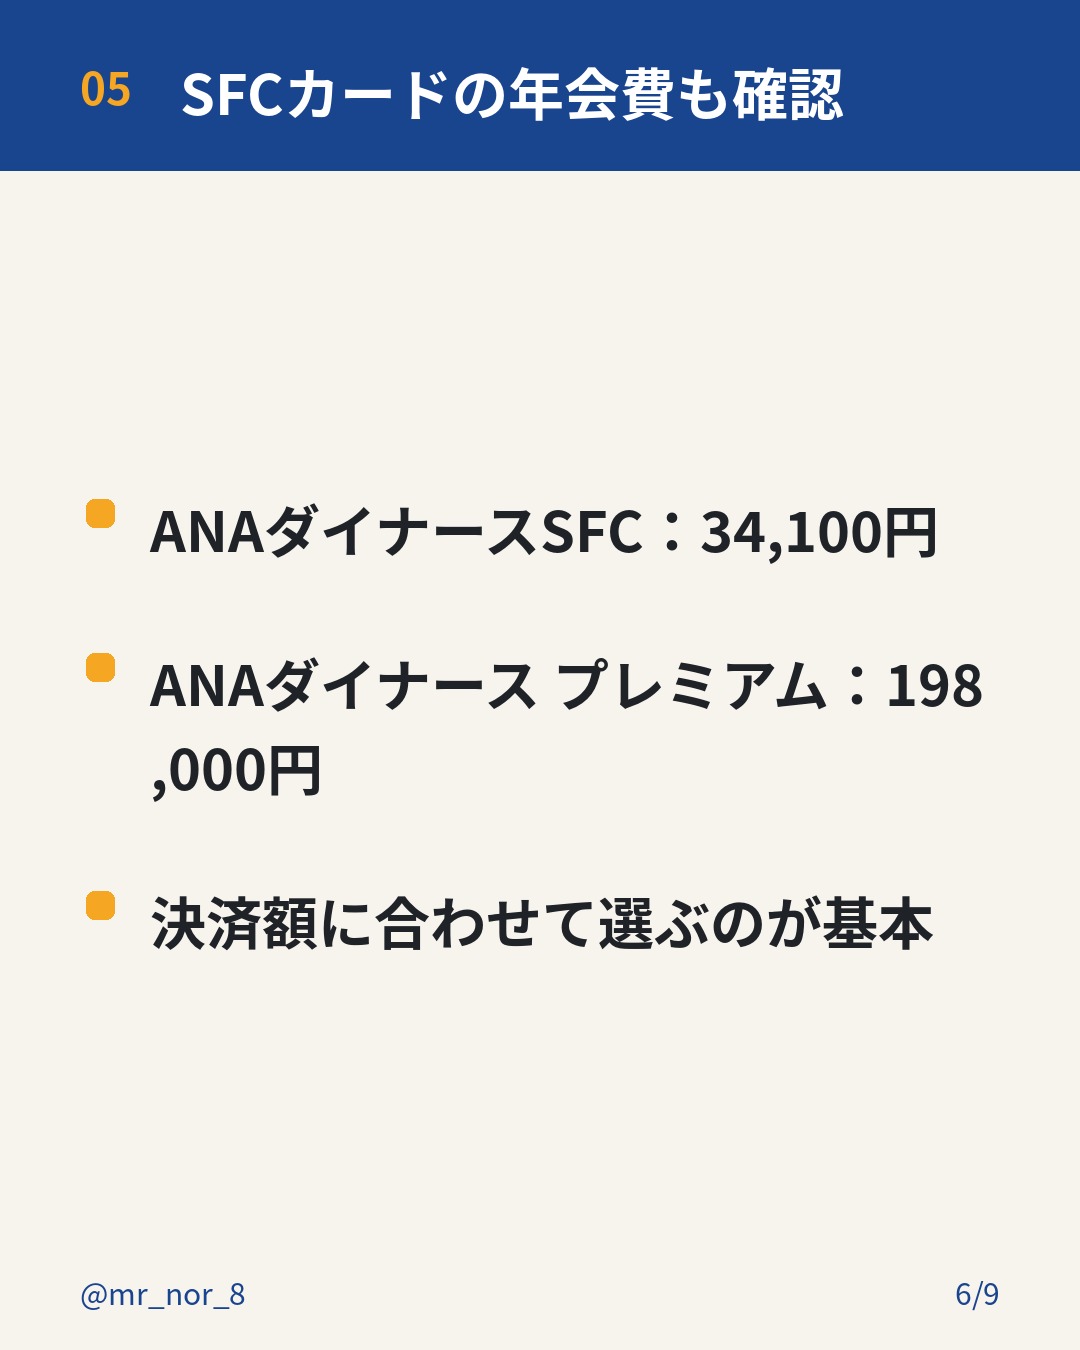 05 SFCカードの年会費も確認
ANAダイナースSFC：34,100円
ANAダイナース プレミアム：198
,000円
決済額に合わせて選ぶのが基本
@mr_nor_8
6/9